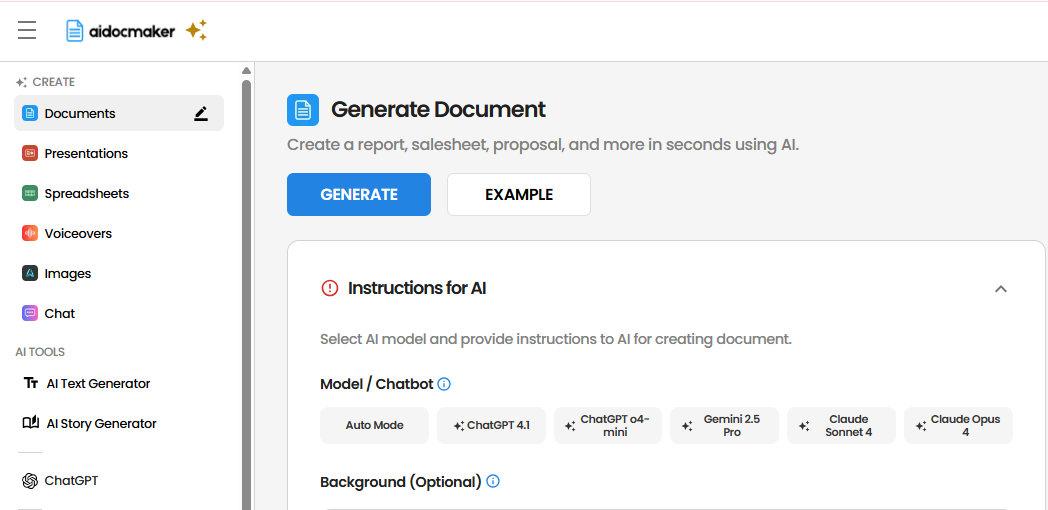 aidocmaker
CREATE
Documents
Presentations
Spreadsheets
Voiceovers
Images
Chat
AI TOOLS
AI Text Generator
AI Story Generator
ChatGPT
Generate Document
Create a report, salesheet, proposal, and more in seconds using AI.
GENERATE
EXAMPLE
Instructions for AI
Select AI model and provide instructions to AI for creating document.
Model / Chatbot
Auto Mode
ChatGPT 4.1
ChatGPT o4-
mini
Gemini 2.5
Pro
Claude
Sonnet 4
Claude Opus
4
Background (Optional)